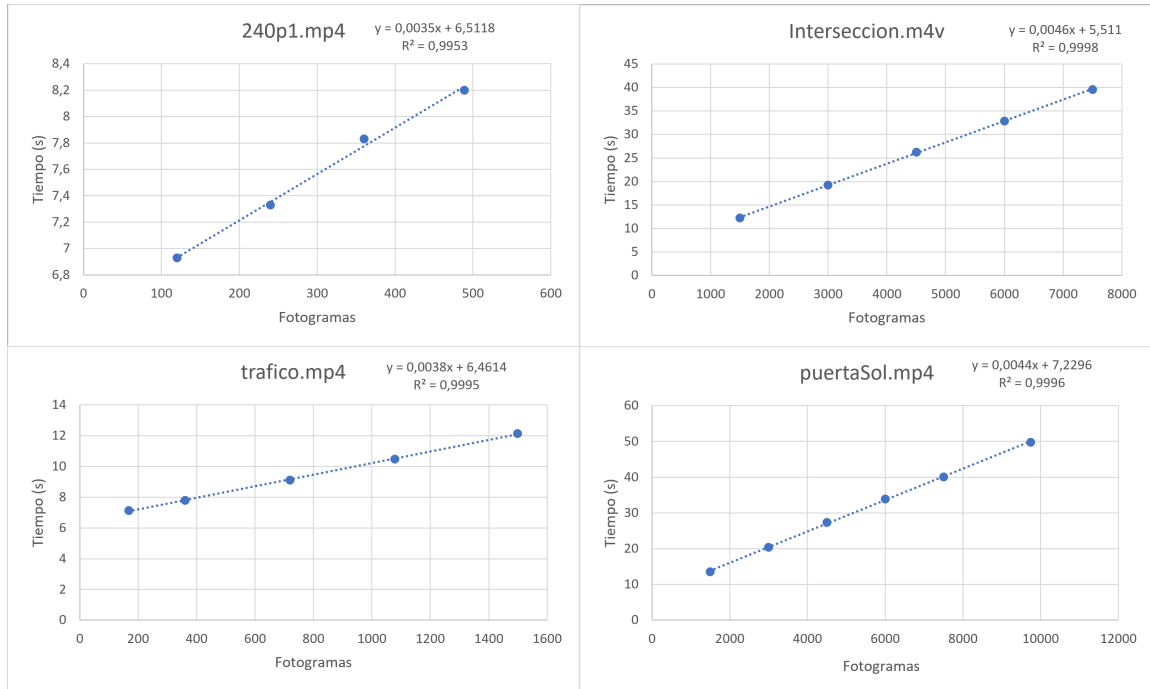 240p1.mp4
y = 0,0035x + 6,5118
R² = 0,9953
Tiempo (s)
8,4
8,2
8
7,8
7,6
7,4
7,2
7
6,8
0 100 200 300 400 500 600
Fotogramas
Interseccion.m4v
y = 0,0046x + 5,511
R² = 0,9998
Tiempo (s)
45
40
35
30
25
20
15
10
5
0
0 1000 2000 3000 4000 5000 6000 7000 8000
Fotogramas
trafico.mp4
y = 0,0038x + 6,4614
R² = 0,9995
Tiempo (s)
14
12
10
8
6
4
2
0
0 200 400 600 800 1000 1200 1400 1600
Fotogramas
puertaSol.mp4
y = 0,0044x + 7,2296
R² = 0,9996
Tiempo (s)
60
50
40
30
20
10
0
0 2000 4000 6000 8000 10000 12000
Fotogramas